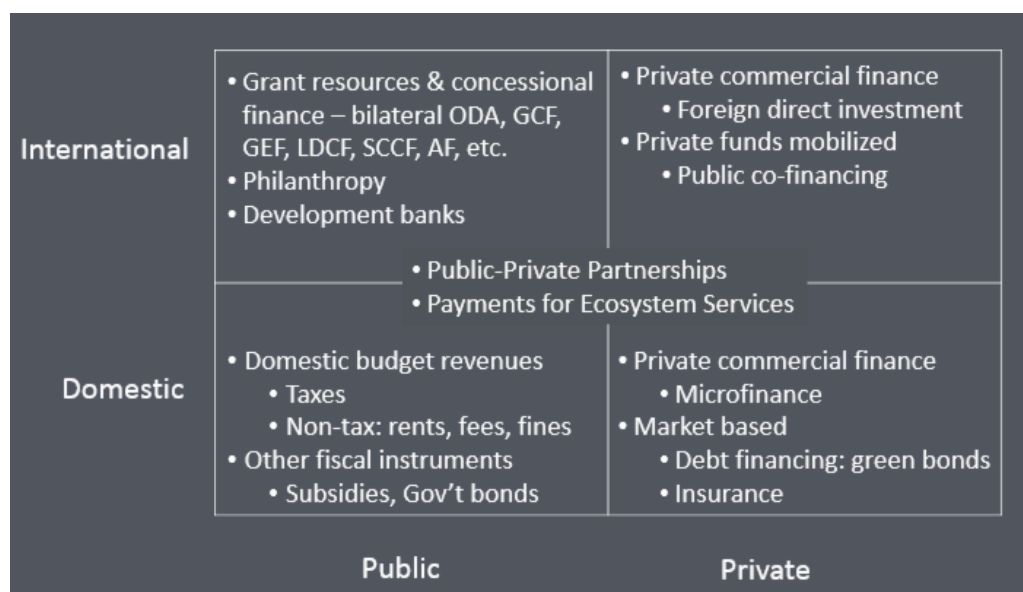 International
• Grant resources & concessional
finance – bilateral ODA, GCF,
GEF, LDCF, SCCF, AF, etc.
• Philanthropy
• Development banks
• Private commercial finance
• Foreign direct investment
• Private funds mobilized
• Public co-financing
• Public-Private Partnerships
• Payments for Ecosystem Services
Domestic
• Domestic budget revenues
• Taxes
• Non-tax: rents, fees, fines
• Other fiscal instruments
• Subsidies, Gov’t bonds
• Private commercial finance
• Microfinance
• Market based
• Debt financing: green bonds
• Insurance
Public
Private